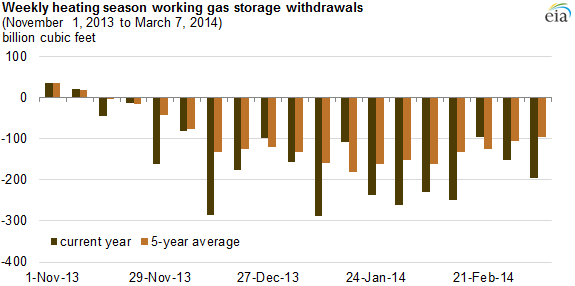 Weekly heating season working gas storage withdrawals
(November 1, 2013 to March 7, 2014)
billion cubic feet
eia
100
0
-100
-200
-300
-400
current year
5-year average
1-Nov-13
29-Nov-13
27-Dec-13
24-Jan-14
21-Feb-14